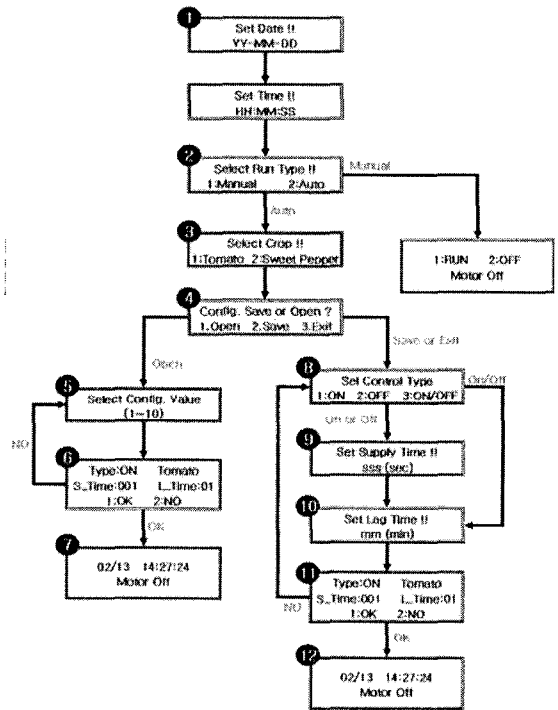 1
Set Date !!
YY-MM-DD
Set Time !!
HH:MM:SS
2
Select Run Type !!
1:Manual 2:Auto
Manual
Auto
1:RUN 2:OFF
Motor Off
3
Select Crop !!
1:Tomato 2:Sweet Pepper
4
Config. Save or Open ?
1.Open 2.Save 3.Exit
Open
Save or Exit
5
Select Config. Value
(1~10)
NO
6
Type:ON Tomato
S_Time:001 L_Time:01
1:OK 2:NO
OK
7
02/13 14:27:24
Motor Off
8
Set Control Type
1:ON 2:OFF 3:ON/OFF
On/Off
On or Off
9
Set Supply Time !!
sss (sec)
10
Set Lag Time !!
mm (min)
11
Type:ON Tomato
S_Time:001 L_Time:01
1:OK 2:NO
NO
OK
12
02/13 14:27:24
Motor Off